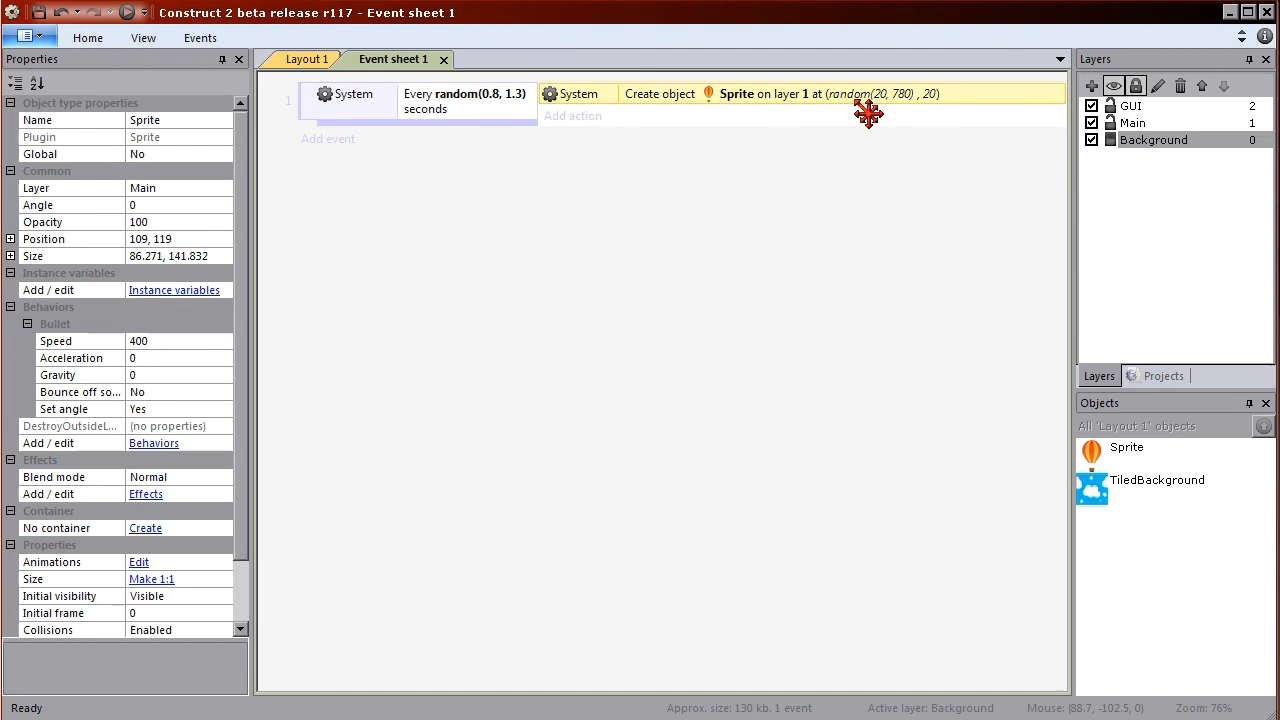 Construct 2 beta release r117 - Event sheet 1
Home View Events
Properties
Object type properties
Name Sprite
Plugin Sprite
Global No
Common
Layer Main
Angle 0
Opacity 100
Position 109, 119
Size 86.271, 141.832
Instance variables
Add / edit Instance variables
Behaviors
Bullet
Speed 400
Acceleration 0
Gravity 0
Bounce off so... No
Set angle Yes
DestroyOutsideL... (no properties)
Add / edit Behaviors
Effects
Blend mode Normal
Add / edit Effects
Container
No container Create
Properties
Animations Edit
Size Make 1:1
Initial visibility Visible
Initial frame 0
Collisions Enabled
Layout 1 Event sheet 1
1 System Every random(0.8, 1.3) seconds
System Create object Sprite on layer 1 at (random(20, 780) , 20)
Add action
Add event
Layers
GUI 2
Main 1
Background 0
Layers Projects
Objects
All 'Layout 1' objects
Sprite
TiledBackground
Ready Approx. size: 130 kb. 1 event Active layer: Background Mouse: (88.7, -102.5, 0) Zoom: 76%